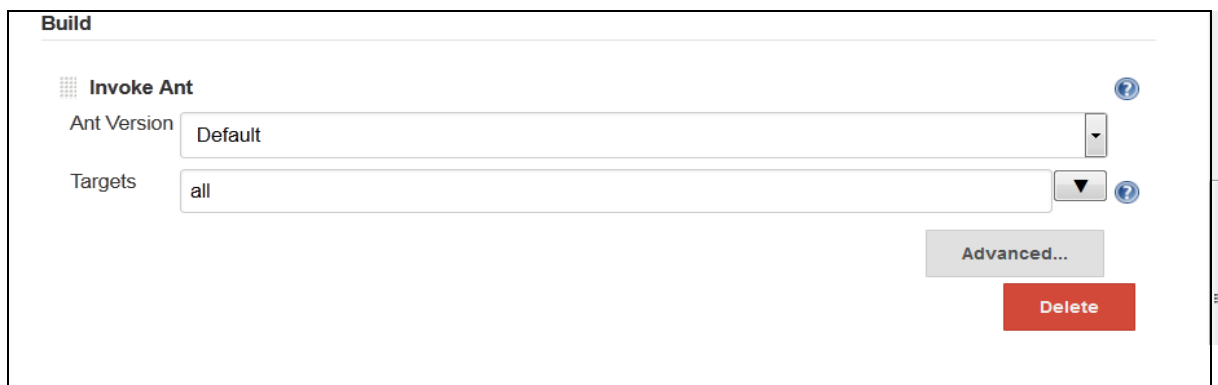 Build
Invoke Ant
Ant Version
Default
Targets
all
Advanced...
Delete